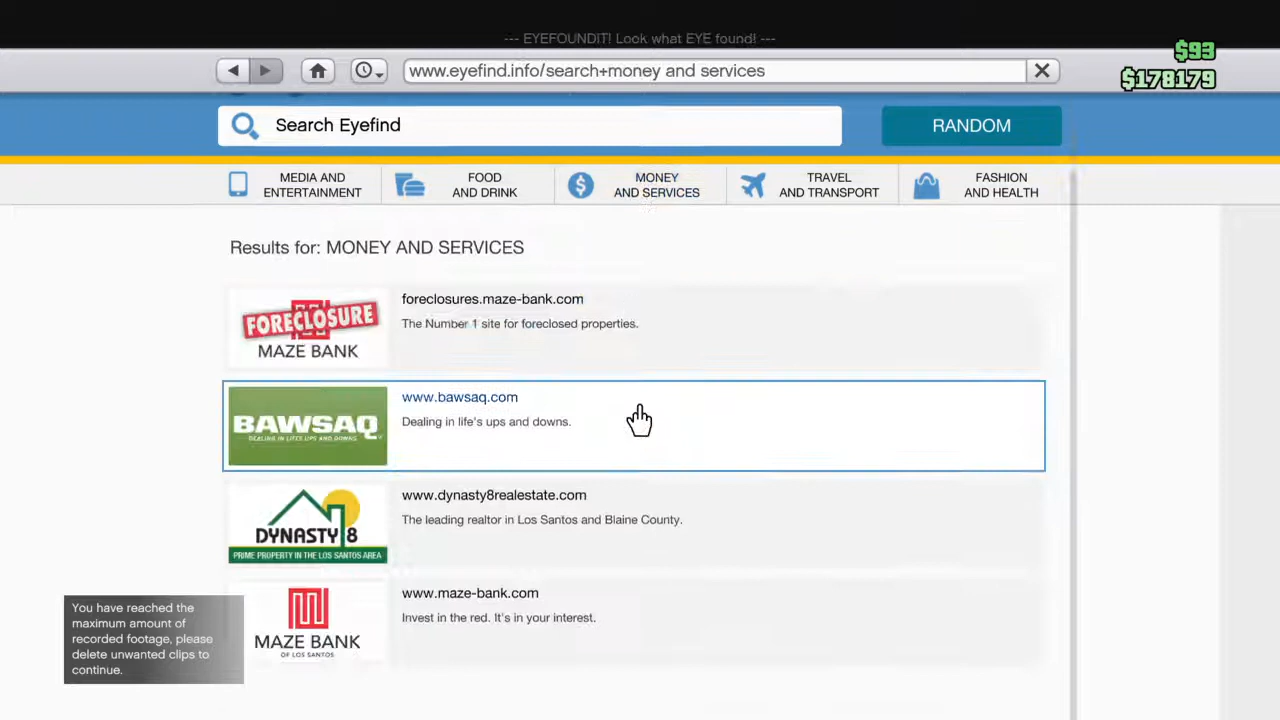 --- EYEFOUNDIT! Look what EYE found! ---
$93
www.eyefind.info/search+money and services
$178179
Search Eyefind
RANDOM
MEDIA AND
ENTERTAINMENT
FOOD
AND DRINK
MONEY
AND SERVICES
TRAVEL
AND TRANSPORT
FASHION
AND HEALTH
Results for: MONEY AND SERVICES
FORECLOSURE
MAZE BANK
foreclosures.maze-bank.com
The Number 1 site for foreclosed properties.
BAWSAQ
DEALING IN LIFE'S UPS AND DOWNS.
www.bawsaq.com
Dealing in life's ups and downs.
DYNASTY 8
PRIME PROPERTY IN THE LOS SANTOS AREA
www.dynasty8realestate.com
The leading realtor in Los Santos and Blaine County.
MAZE BANK
OF LOS SANTOS
www.maze-bank.com
Invest in the red. It's in your interest.
You have reached the
maximum amount of
recorded footage, please
delete unwanted clips to
continue.